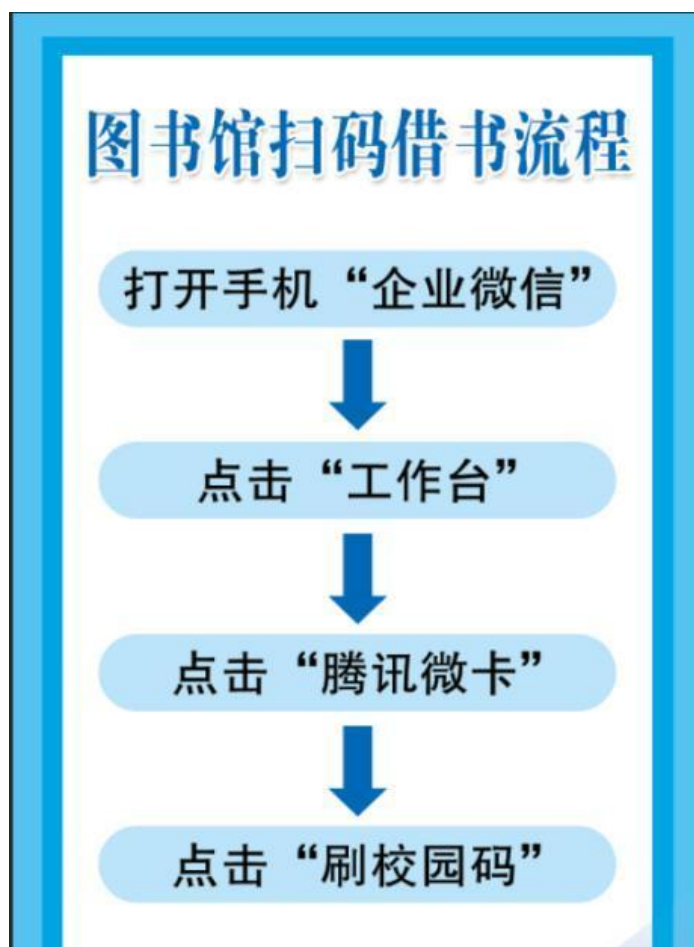 图书馆扫码借书流程
打开手机“企业微信”
点击“工作台”
点击“腾讯微卡”
点击“刷校园码”